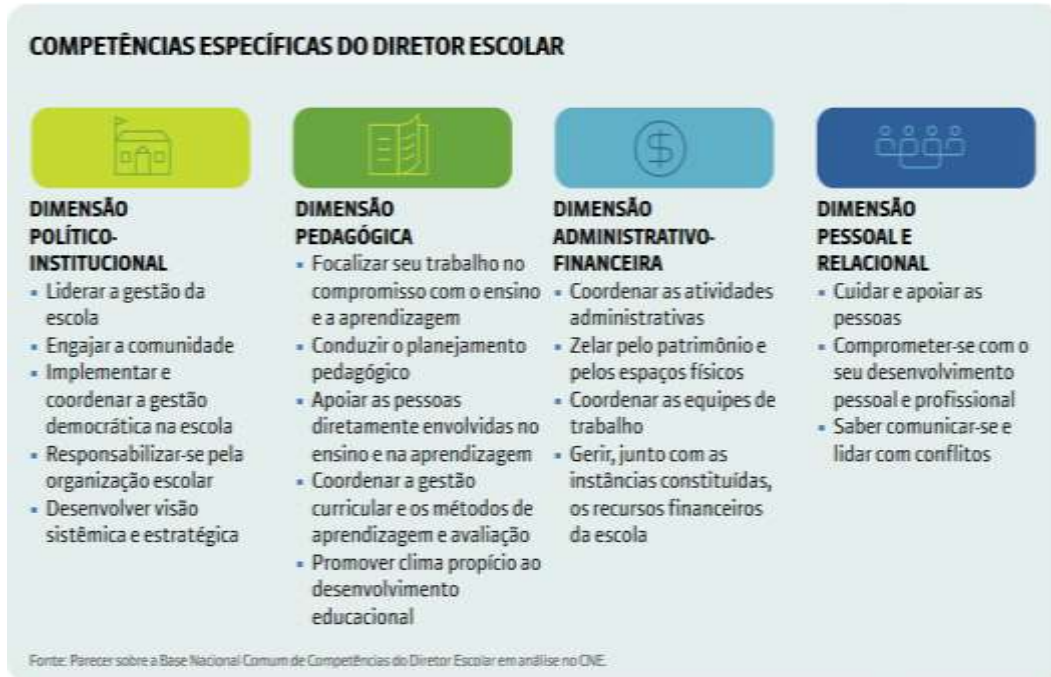 COMPETÊNCIAS ESPECÍFICAS DO DIRETOR ESCOLAR
DIMENSÃO
POLÍTICO-
INSTITUCIONAL
▪ Liderar a gestão da
escola
▪ Engajar a comunidade
▪ Implementar e
coordenar a gestão
democrática na escola
▪ Responsabilizar-se pela
organização escolar
▪ Desenvolver visão
sistêmica e estratégica
DIMENSÃO
PEDAGÓGICA
▪ Focalizar seu trabalho no
compromisso com o ensino
e a aprendizagem
▪ Conduzir o planejamento
pedagógico
▪ Apoiar as pessoas
diretamente envolvidas no
ensino e na aprendizagem
▪ Coordenar a gestão
curricular e os métodos de
aprendizagem e avaliação
▪ Promover clima propício ao
desenvolvimento
educacional
$
DIMENSÃO
ADMINISTRATIVO-
FINANCEIRA
▪ Coordenar as atividades
administrativas
▪ Zelar pelo patrimônio e
pelos espaços físicos
▪ Coordenar as equipes de
trabalho
▪ Gerir, junto com as
instâncias constituídas,
os recursos financeiros
da escola
DIMENSÃO
PESSOAL E
RELACIONAL
▪ Cuidar e apoiar as
pessoas
▪ Comprometer-se com o
seu desenvolvimento
pessoal e profissional
▪ Saber comunicar-se e
lidar com conflitos
Fonte: Parecer sobre a Base Nacional Comum de Competências do Diretor Escolar em análise no CNE.